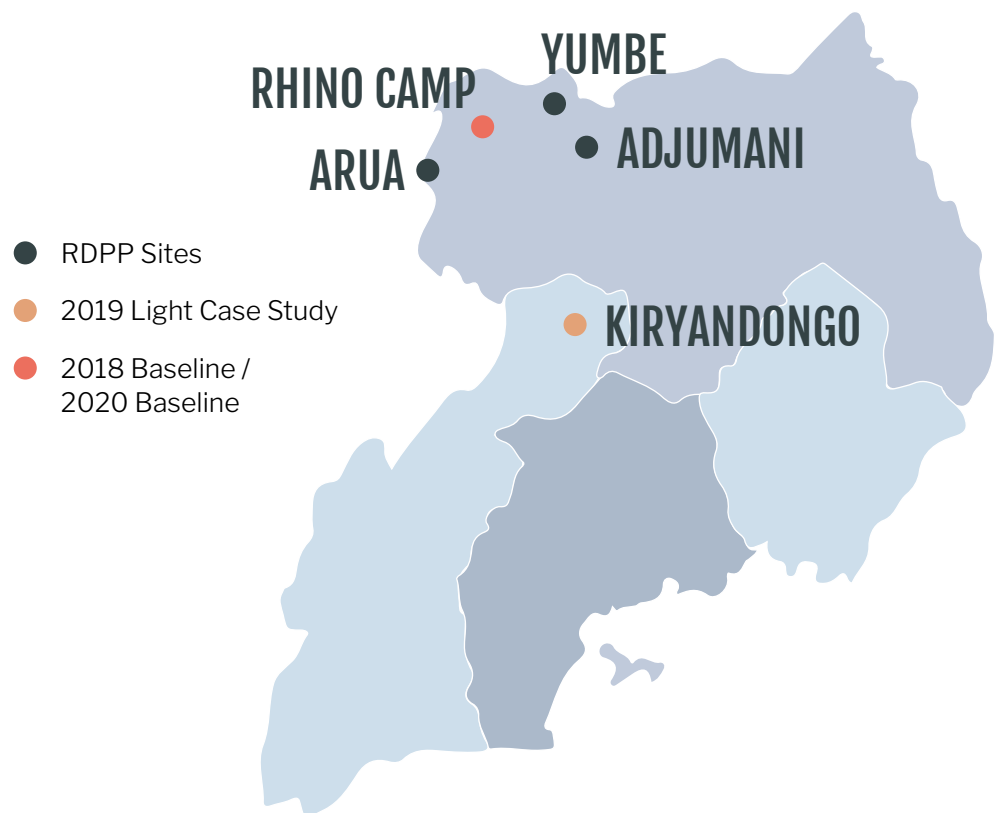 YUMBE
RHINO CAMP
ADJUMANI
ARUA
RDPP Sites
2019 Light Case Study
KIRYANDONGO
2018 Baseline /
2020 Baseline